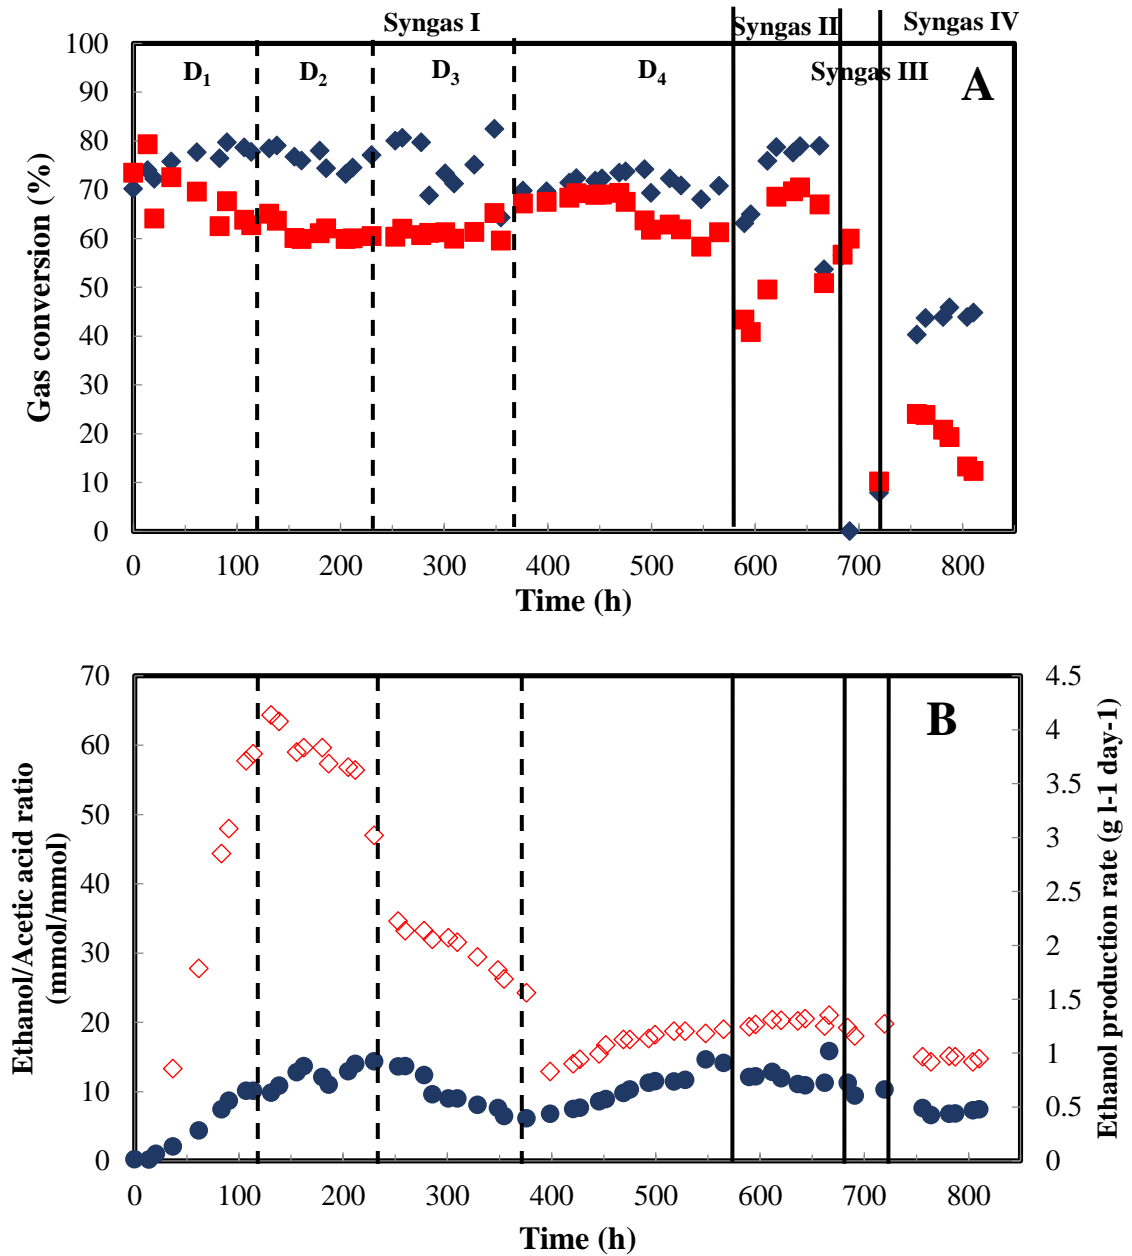 Syngas I
Syngas II
Syngas IV
100
D1
D2
D3
D4
Syngas III
A
90
80
70
60
50
40
30
20
10
0
Gas conversion (%)
0 100 200 300 400 500 600 700 800
Time (h)
70
60
50
40
30
20
10
0
Ethanol/Acetic acid ratio
(mmol/mmol)
B
4.5
4
3.5
3
2.5
2
1.5
1
0.5
0
Ethanol production rate (g l-1 day-1)
0 100 200 300 400 500 600 700 800
Time (h)